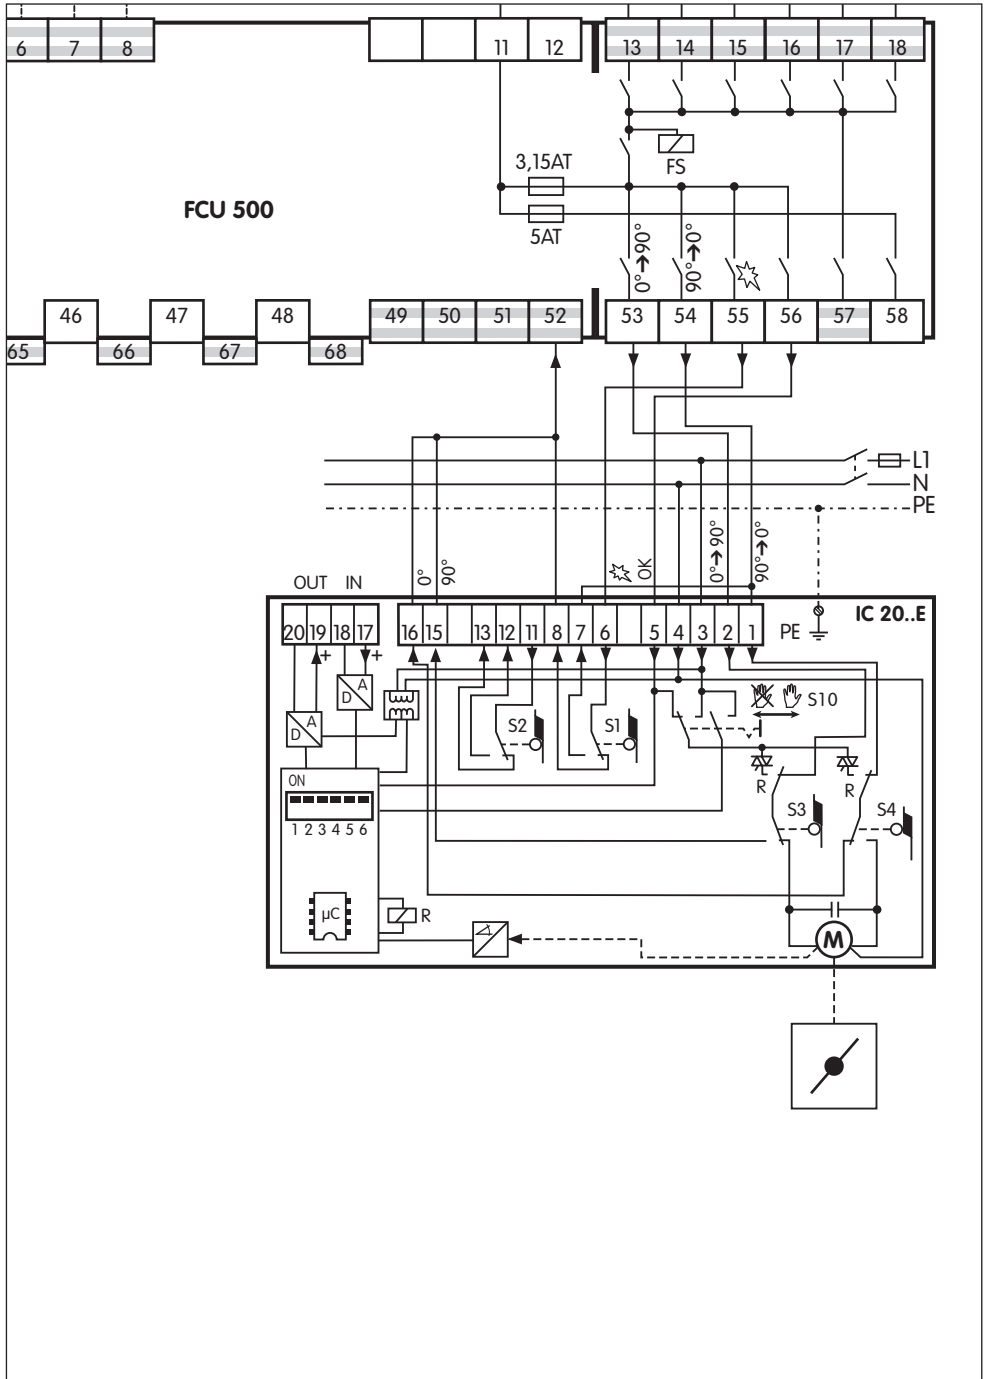 6 7 8 11 12 13 14 15 16 17 18
FS
3,15AT
5AT
FCU 500
0°➔90°
90°➔0°
46 47 48 49 50 51 52 53 54 55 56 57 58
65 66 67 68
L1
N
PE
0°
90°
OK
0°➔90°
90°➔0°
OUT IN
IC 20..E
20 19 18 17 16 15 13 12 11 8 7 6 5 4 3 2 1 PE
+ +
A
D
A
D
S2 S1 S10
ON
1 2 3 4 5 6
R R
S3 S4
µC
R
M